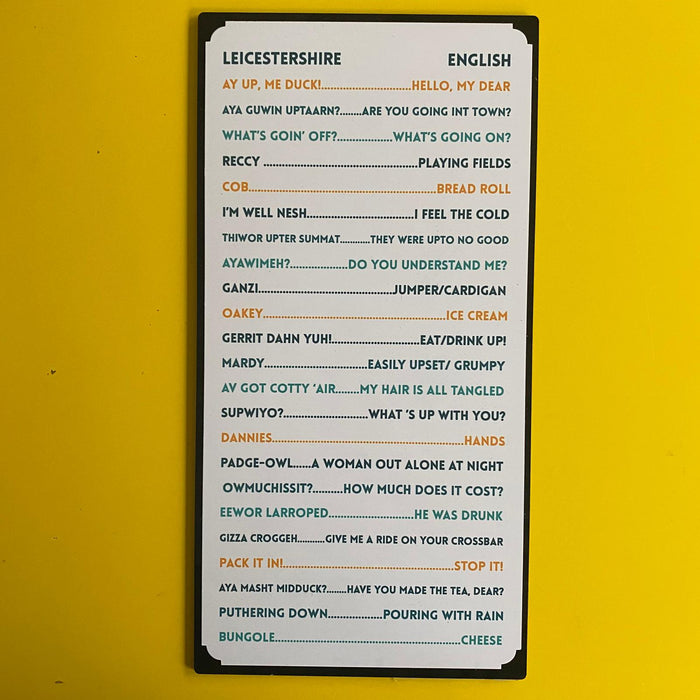 LEICESTERSHIRE ENGLISH
AY UP, ME DUCK!..............................HELLO, MY DEAR
AYA GUWIN UPTAARN?........ARE YOU GOING INT TOWN?
WHAT'S GOIN' OFF?...................WHAT'S GOING ON?
RECCY ....................................................PLAYING FIELDS
COB...............................................................BREAD ROLL
I'M WELL NESH....................................I FEEL THE COLD
THIWOR UPTER SUMMAT...........THEY WERE UPTO NO GOOD
AYAWIMEH?....................DO YOU UNDERSTAND ME?
GANZI..............................................JUMPER/CARDIGAN
OAKEY..............................................................ICE CREAM
GERRIT DAHN YUH!..............................EAT/DRINK UP!
MARDY...................................EASILY UPSET/ GRUMPY
AV GOT COTTY 'AIR........MY HAIR IS ALL TANGLED
SUPWIYO?.............................WHAT 'S UP WITH YOU?
DANNIES.................................................................HANDS
PADGE-OWL......A WOMAN OUT ALONE AT NIGHT
OWMUCHISSIT?..........HOW MUCH DOES IT COST?
EEWOR LARROPED.............................HE WAS DRUNK
GIZZA CROGGEH..........GIVE ME A RIDE ON YOUR CROSSBAR
PACK IT IN!..........................................................STOP IT!
AYA MASHT MIDDUCK?.......HAVE YOU MADE THE TEA, DEAR?
PUTHERING DOWN...................POURING WITH RAIN
BUNGOLE................................................................CHEESE